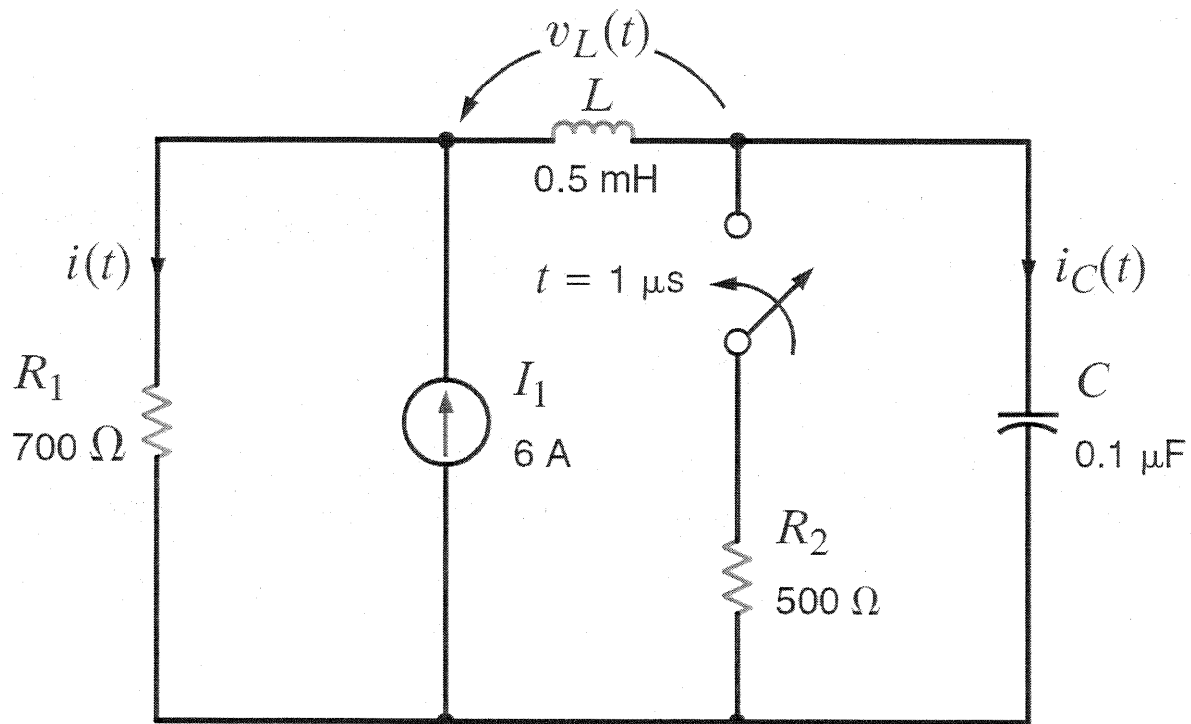 v_L(t)
L
0.5 mH
i(t)
t = 1 μs
i_C(t)
R_1
700 Ω
I_1
6 A
C
0.1 μF
R_2
500 Ω